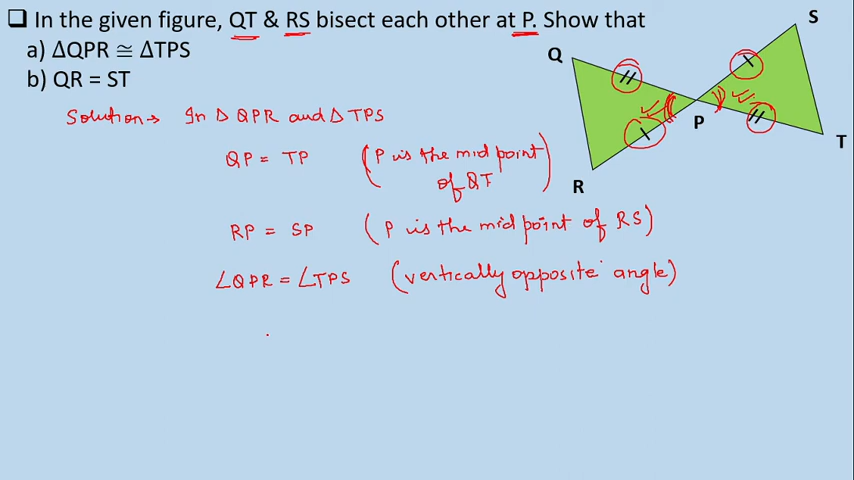 ❑ In the given figure, QT & RS bisect each other at P. Show that
a) ΔQPR ≅ ΔTPS
b) QR = ST
Solution→ In Δ QPR and Δ TPS
QP = TP (P is the mid point
of QT)
RP = SP (P is the mid point of RS)
∠QPR = ∠TPS (vertically opposite angle)
S
Q
P
T
R